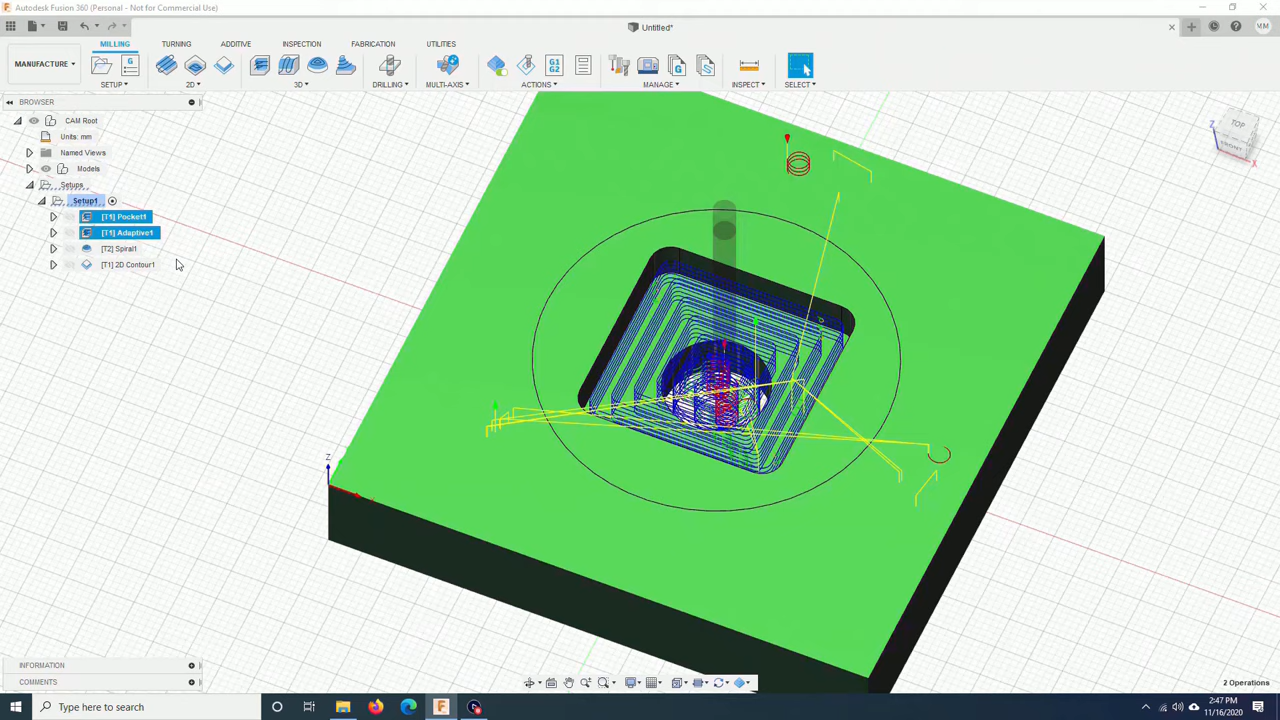 Autodesk Fusion 360 (Personal - Not for Commercial Use)
Untitled*
MM
MILLING TURNING ADDITIVE INSPECTION FABRICATION UTILITIES
MANUFACTURE
G G1 G2 G S
SETUP 2D 3D DRILLING MULTI-AXIS ACTIONS MANAGE INSPECT SELECT
BROWSER
CAM Root
Units: mm
Named Views
Models
Setups
Setup1
[T1] Pocket1
[T1] Adaptive1
[T2] Spiral1
[T1] 2D Contour1
TOP
FRONT
Z
X
Z
INFORMATION
COMMENTS
2 Operations
Type here to search
2:47 PM
11/16/2020